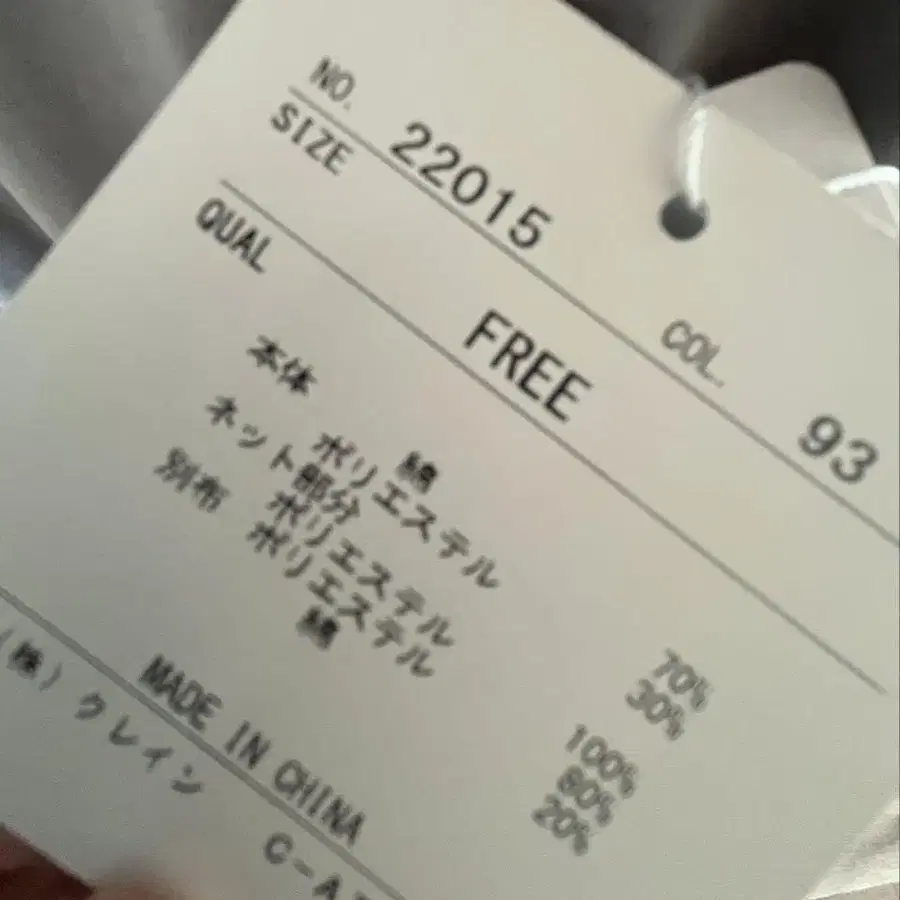 NO. 22015 COL. 93
SIZE FREE
QUAL
本体 綿 70%
ポリエステル 30%
ネット部分
ポリエステル 100%
別布 ポリエステル 80%
綿 20%
MADE IN CHINA
(株)クレイン
C-A